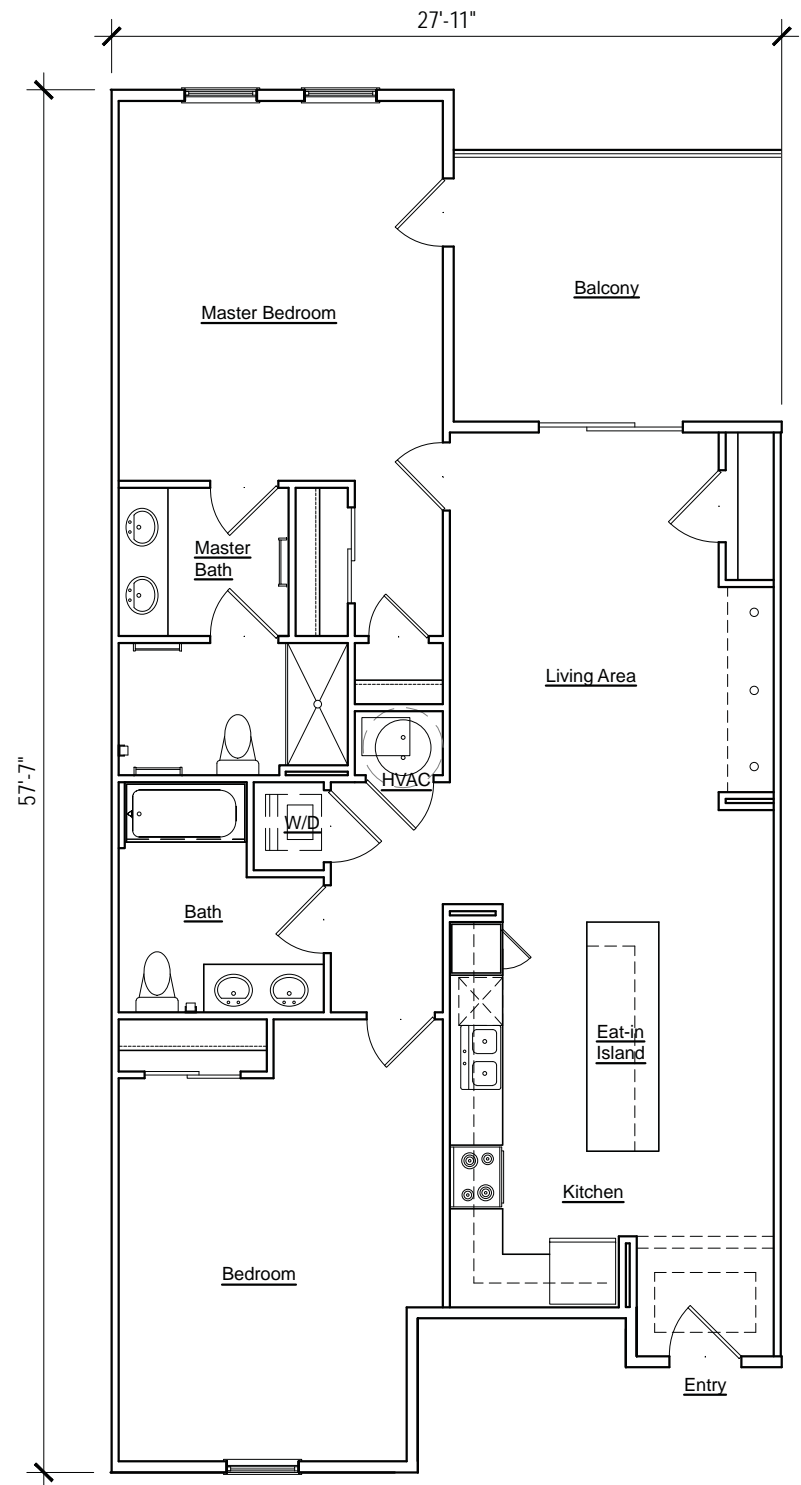 27'-11"
Balcony
Master Bedroom
57'-7"
Master
Bath
Living Area
HVAC
W/D
Bath
Eat-in
Island
Kitchen
Bedroom
Entry